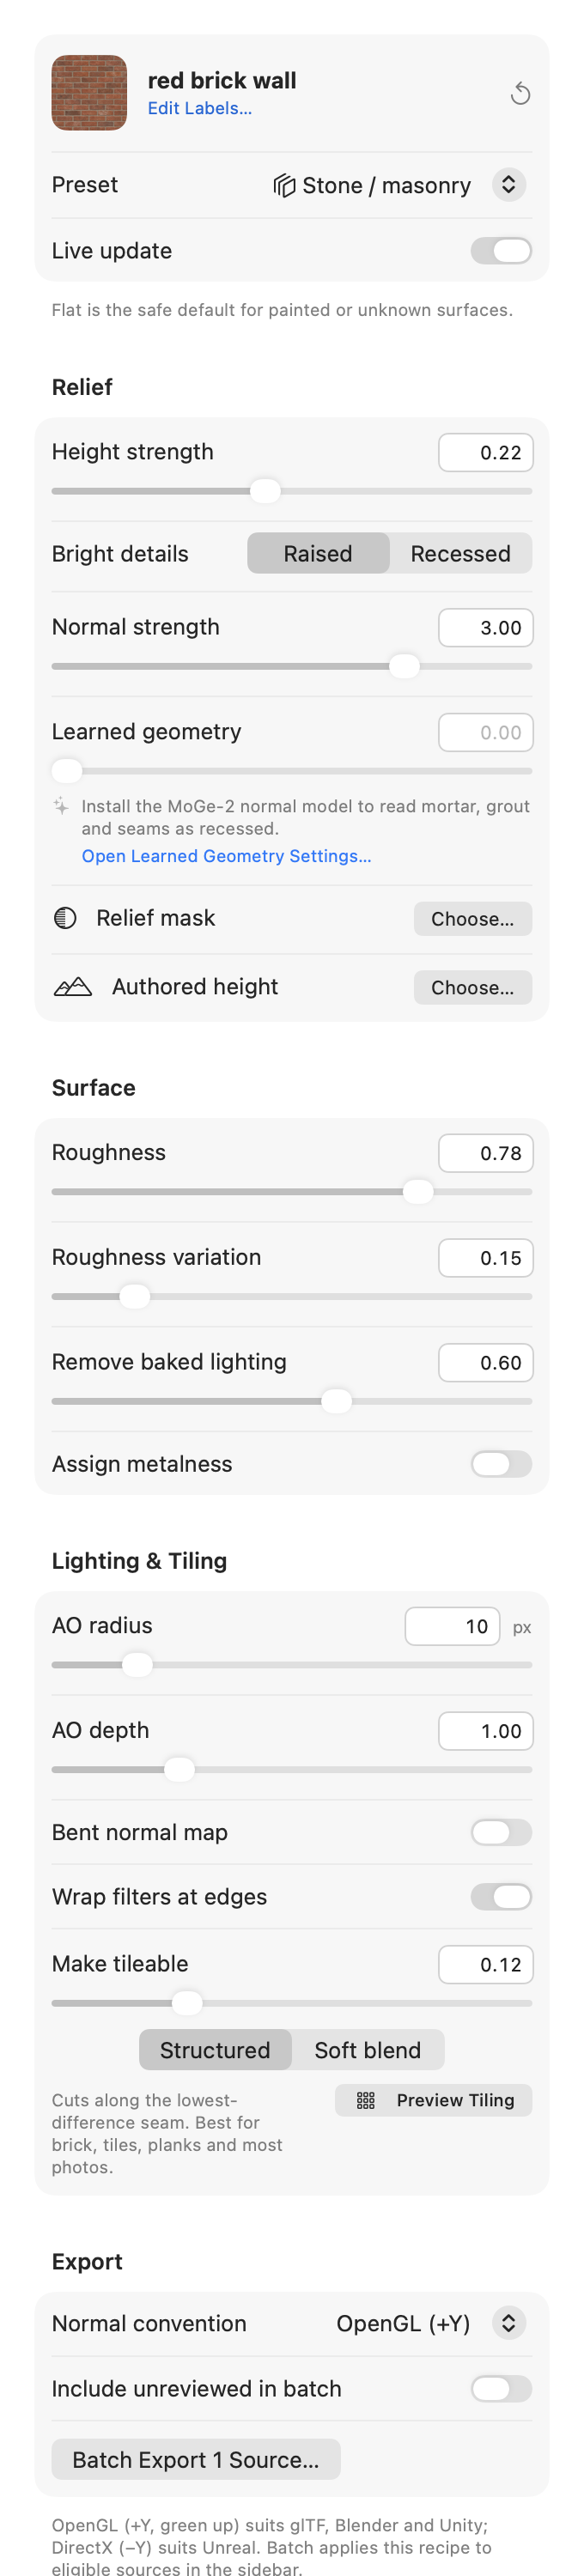 red brick wall
Edit Labels...
Preset
Stone / masonry
Live update
Flat is the safe default for painted or unknown surfaces.
Relief
Height strength
0.22
Bright details
Raised
Recessed
Normal strength
3.00
Learned geometry
0.00
Install the MoGe-2 normal model to read mortar, grout
and seams as recessed.
Open Learned Geometry Settings...
Relief mask
Choose...
Authored height
Choose...
Surface
Roughness
0.78
Roughness variation
0.15
Remove baked lighting
0.60
Assign metalness
Lighting & Tiling
AO radius
10 px
AO depth
1.00
Bent normal map
Wrap filters at edges
Make tileable
0.12
Structured
Soft blend
Cuts along the lowest-
difference seam. Best for
brick, tiles, planks and most
photos.
Preview Tiling
Export
Normal convention
OpenGL (+Y)
Include unreviewed in batch
Batch Export 1 Source...
OpenGL (+Y, green up) suits glTF, Blender and Unity;
DirectX (−Y) suits Unreal. Batch applies this recipe to
eligible sources in the sidebar.